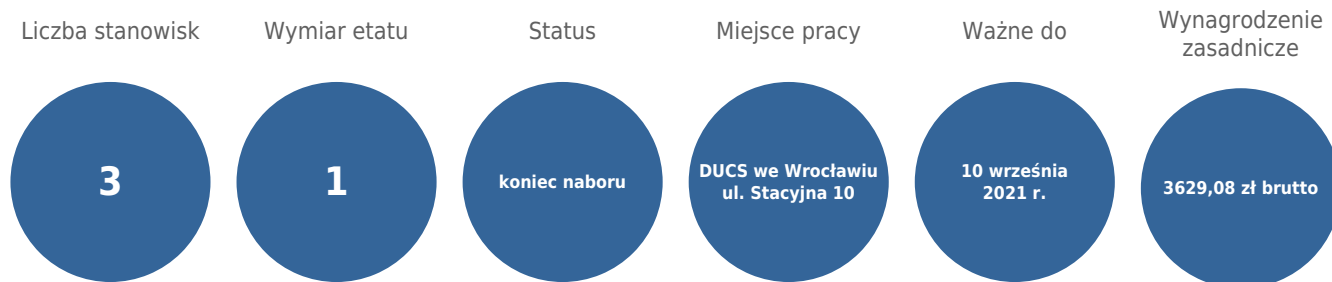 Liczba stanowisk
3
Wymiar etatu
1
Status
koniec naboru
Miejsce pracy
DUCS we Wrocławiu
ul. Stacyjna 10
Ważne do
10 września
2021 r.
Wynagrodzenie
zasadnicze
3629,08 zł brutto